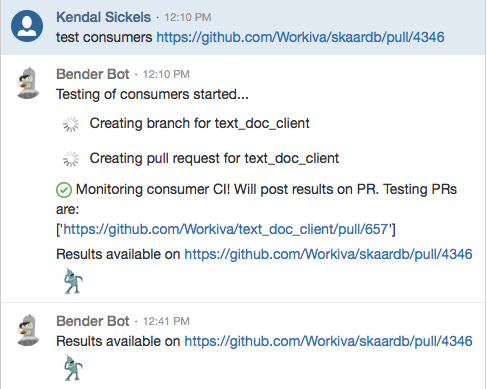 Kendal Sickels · 12:10 PM
test consumers https://github.com/Workiva/skaardb/pull/4346
Bender Bot · 12:10 PM
Testing of consumers started...
Creating branch for text_doc_client
Creating pull request for text_doc_client
Monitoring consumer CI! Will post results on PR. Testing PRs
are:
['https://github.com/Workiva/text_doc_client/pull/657']
Results available on https://github.com/Workiva/skaardb/pull/4346
Bender Bot · 12:41 PM
Results available on https://github.com/Workiva/skaardb/pull/4346